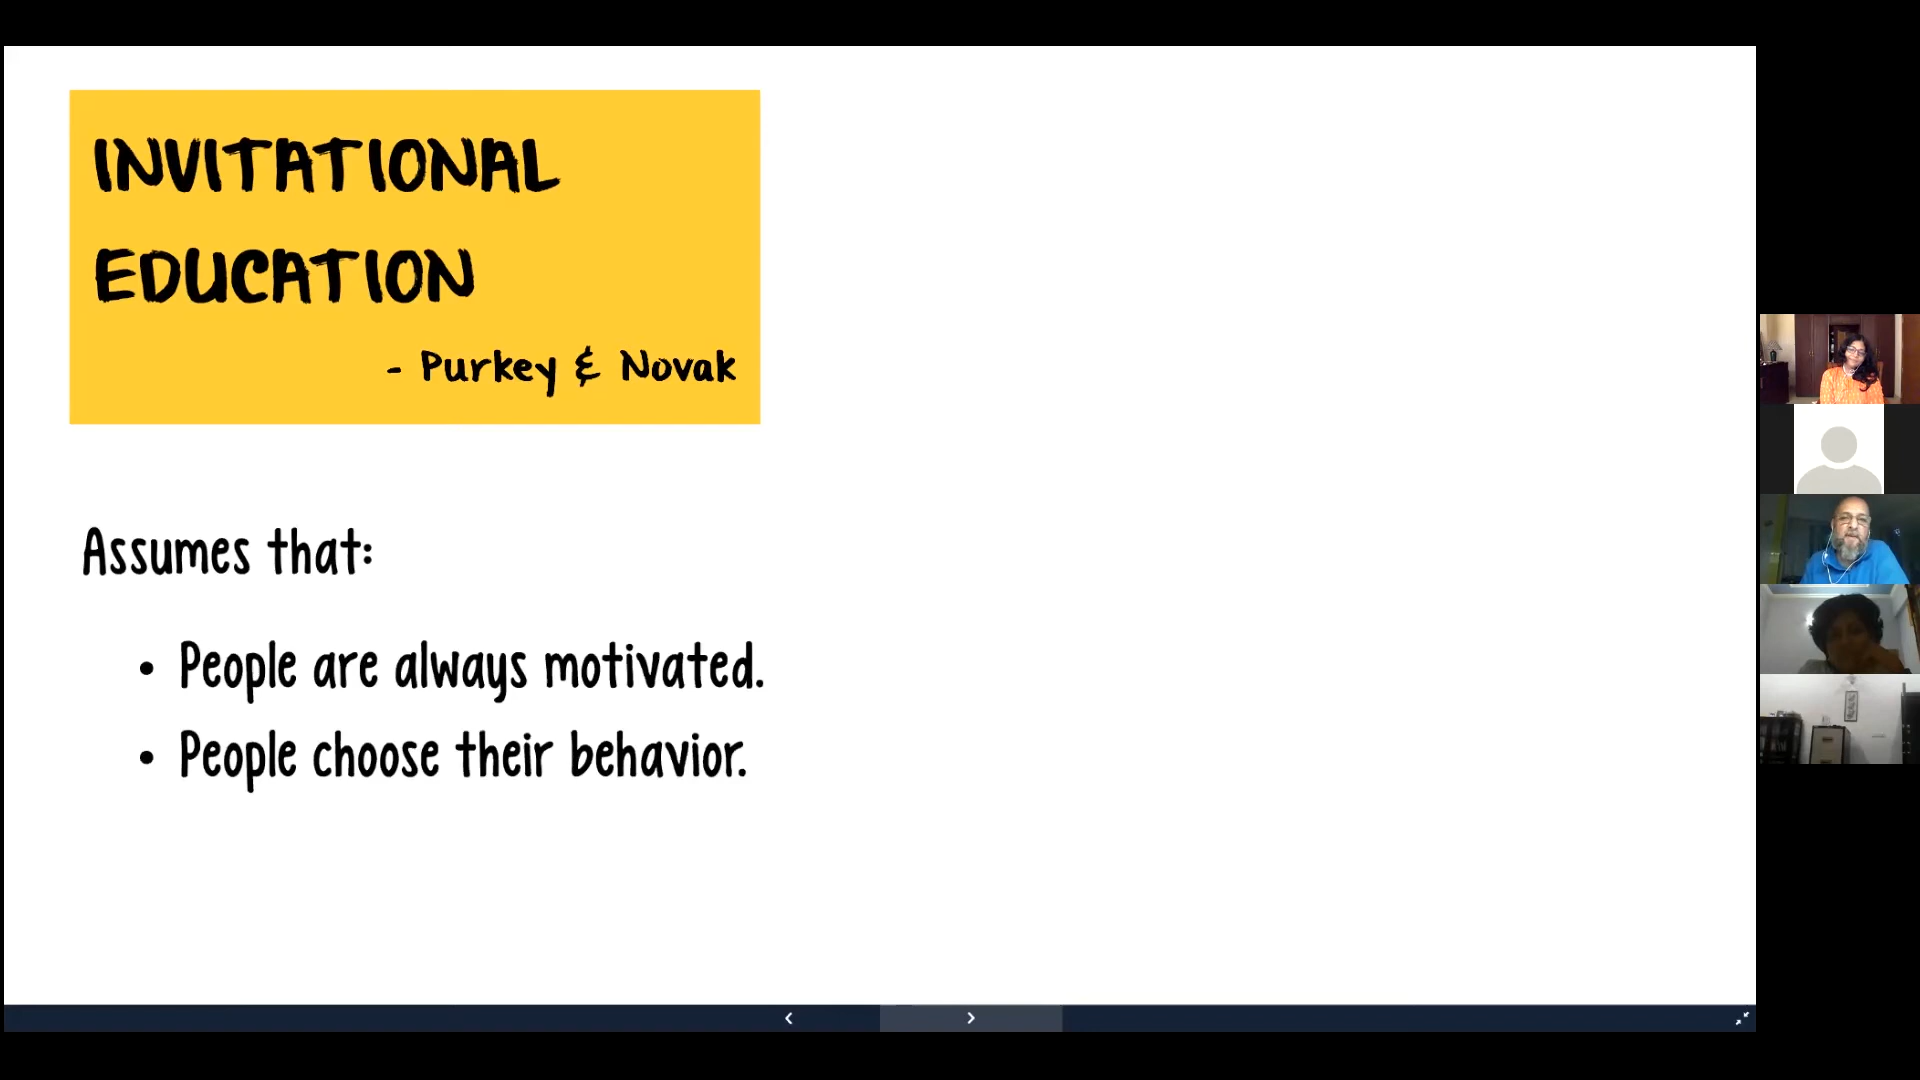 INVITATIONAL
EDUCATION
- Purkey & Novak
Assumes that:
• People are always motivated.
• People choose their behavior.